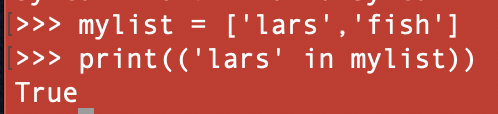 >>> mylist = ['lars','fish']
>>> print(('lars' in mylist))
True